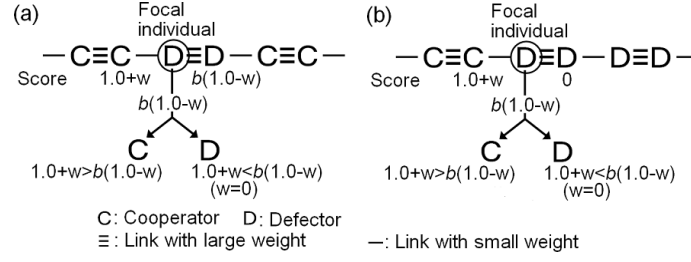 (a)
Focal
individual
— C≡C — D≡D — C≡C —
Score 1.0+w b(1.0-w)
b(1.0-w)
C D
1.0+w>b(1.0-w) 1.0+w<b(1.0-w)
(w=0)
(b)
Focal
individual
— C≡C — D≡D — D≡D —
Score 1.0+w 0
b(1.0-w)
C D
1.0+w>b(1.0-w) 1.0+w<b(1.0-w)
(w=0)
C: Cooperator D: Defector
≡: Link with large weight —: Link with small weight